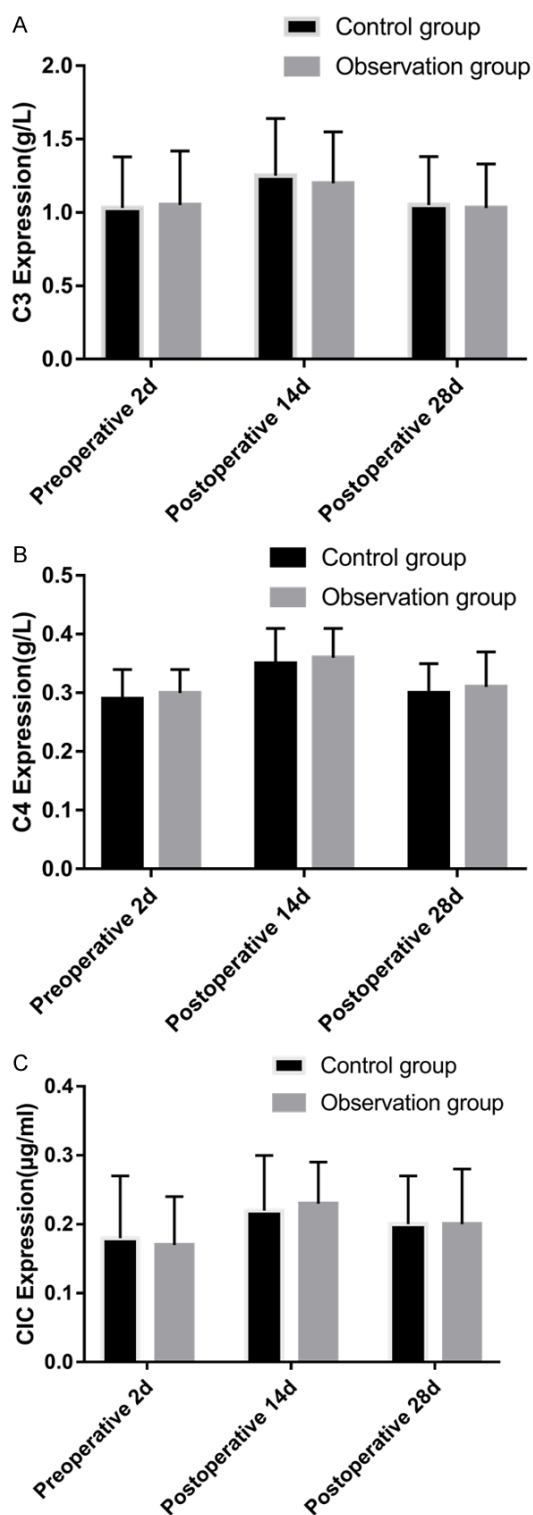 A
Control group
Observation group
C3 Expression(g/L)
2.0
1.5
1.0
0.5
0.0
Preoperative 2d
Postoperative 14d
Postoperative 28d
B
Control group
Observation group
C4 Expression(g/L)
0.5
0.4
0.3
0.2
0.1
0.0
Preoperative 2d
Postoperative 14d
Postoperative 28d
C
Control group
Observation group
CIC Expression(μg/ml)
0.4
0.3
0.2
0.1
0.0
Preoperative 2d
Postoperative 14d
Postoperative 28d